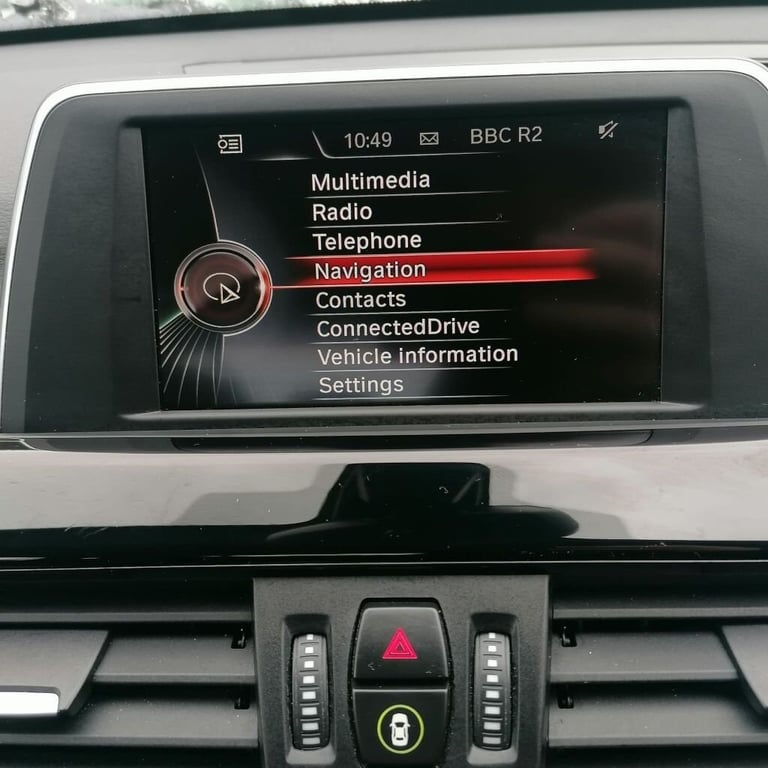 10:49 BBC R2
Multimedia
Radio
Telephone
Navigation
Contacts
ConnectedDrive
Vehicle information
Settings